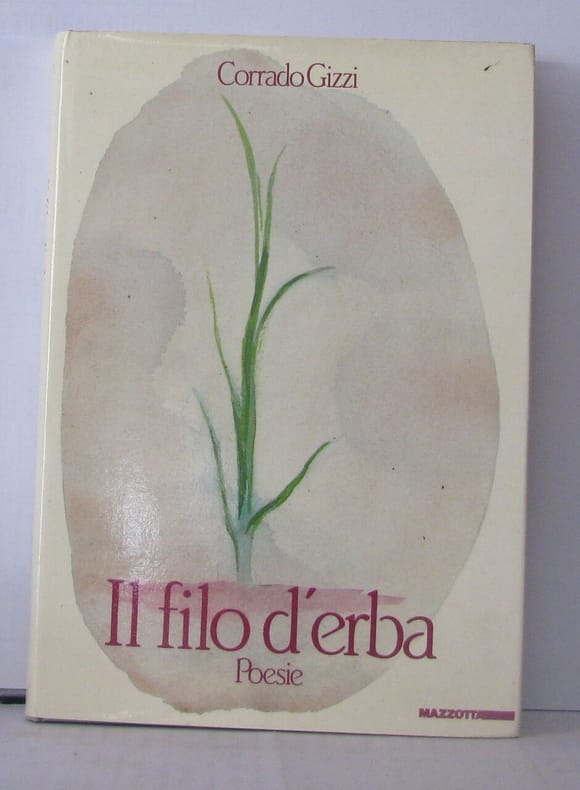 Corrado Gizzi
Il filo d'erba
Poesie
MAZZOTTA